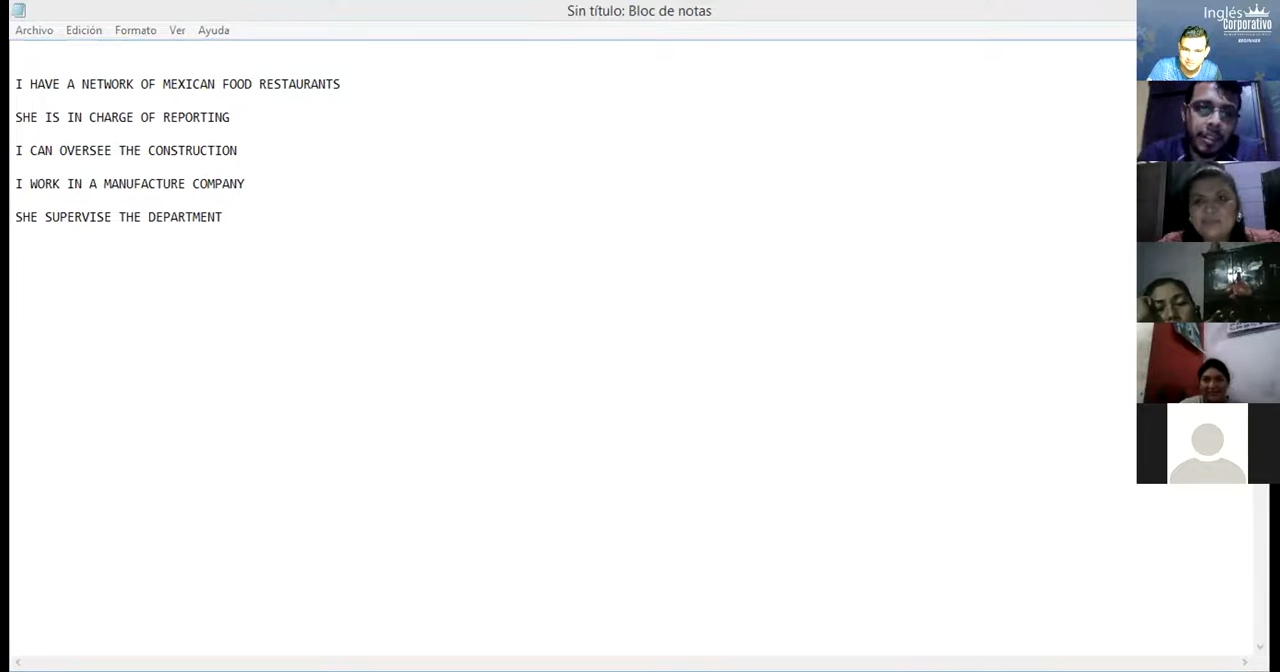 Sin título: Bloc de notas
Archivo Edición Formato Ver Ayuda
I HAVE A NETWORK OF MEXICAN FOOD RESTAURANTS
SHE IS IN CHARGE OF REPORTING
I CAN OVERSEE THE CONSTRUCTION
I WORK IN A MANUFACTURE COMPANY
SHE SUPERVISE THE DEPARTMENT
Inglés
Corporativo
BEGINNER